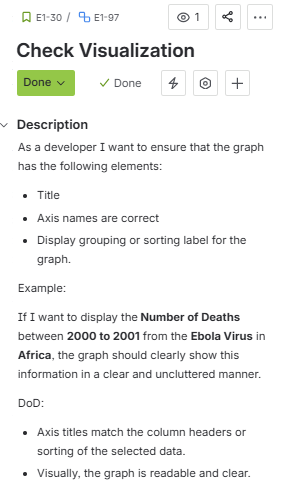 E1-30 / E1-97
1
Check Visualization
Done
Done
Description
As a developer I want to ensure that the graph
has the following elements:
• Title
• Axis names are correct
• Display grouping or sorting label for the
graph.
Example:
If I want to display the Number of Deaths
between 2000 to 2001 from the Ebola Virus in
Africa, the graph should clearly show this
information in a clear and uncluttered manner.
DoD:
• Axis titles match the column headers or
sorting of the selected data.
• Visually, the graph is readable and clear.